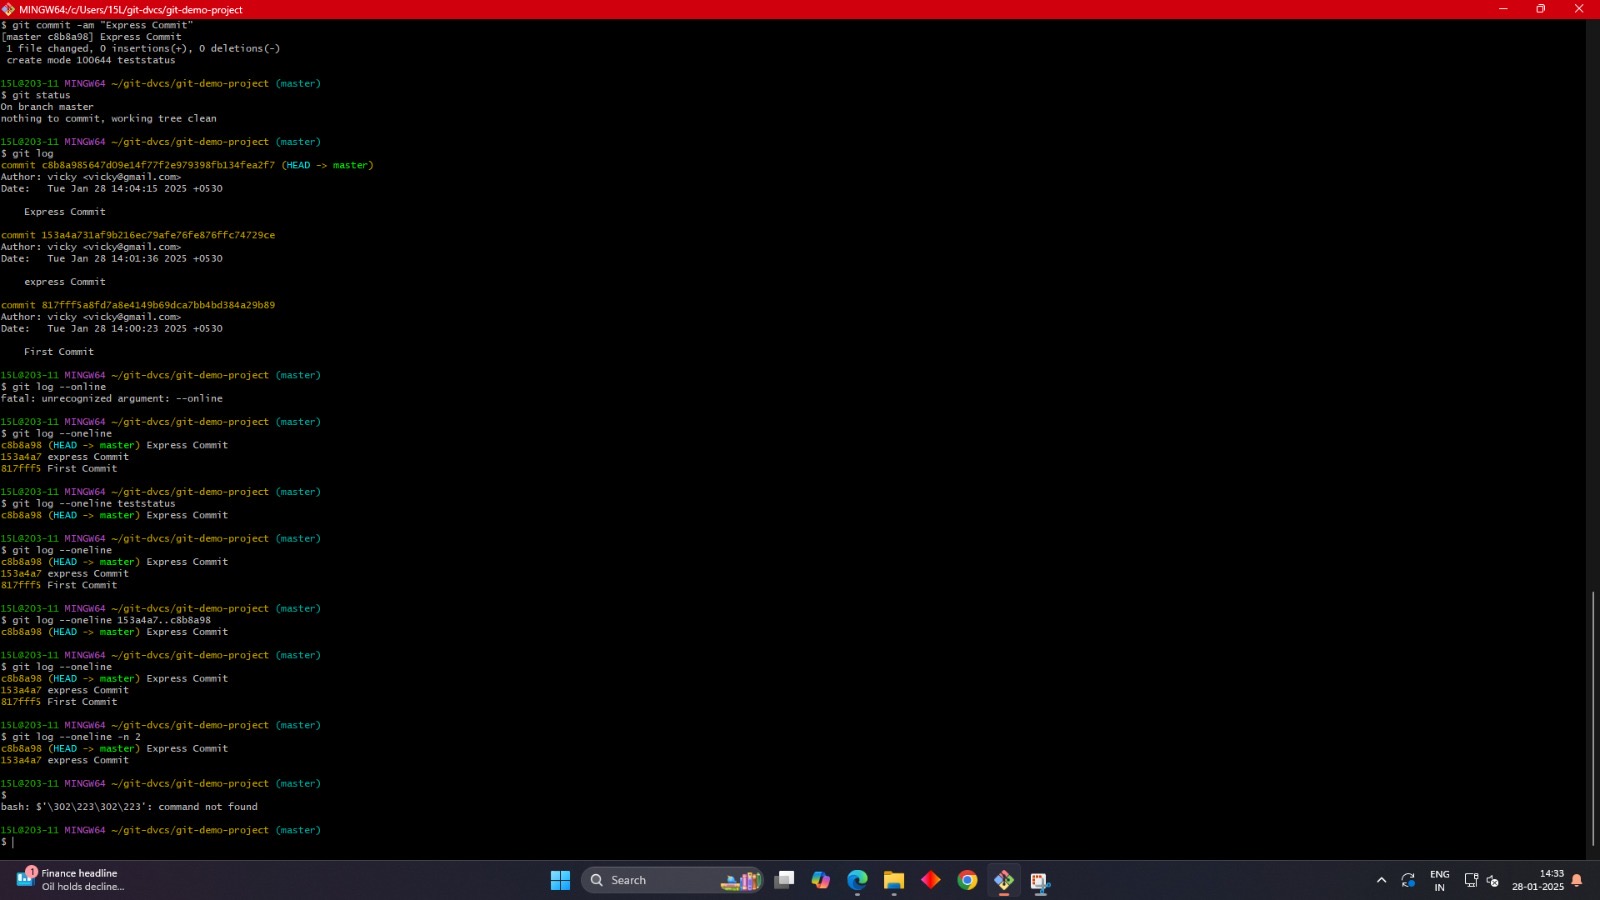 MINGW64:/c/Users/15L/git-dvcs/git-demo-project
$ git commit -am "Express Commit"
[master c8b8a98] Express Commit
 1 file changed, 0 insertions(+), 0 deletions(-)
 create mode 100644 teststatus
15L@203-11 MINGW64 ~/git-dvcs/git-demo-project (master)
$ git status
On branch master
nothing to commit, working tree clean
15L@203-11 MINGW64 ~/git-dvcs/git-demo-project (master)
$ git log
commit c8b8a985647d09e14f77f2e979398fb134fea2f7 (HEAD -> master)
Author: vicky <vicky@gmail.com>
Date:   Tue Jan 28 14:04:15 2025 +0530
    Express Commit
commit 153a4a731af9b216ec79afe76fe876ffc74729ce
Author: vicky <vicky@gmail.com>
Date:   Tue Jan 28 14:01:36 2025 +0530
    express Commit
commit 817fff5a8fd7a8e4149b69dca7bb4bd384a29b89
Author: vicky <vicky@gmail.com>
Date:   Tue Jan 28 14:00:23 2025 +0530
    First Commit
15L@203-11 MINGW64 ~/git-dvcs/git-demo-project (master)
$ git log --online
fatal: unrecognized argument: --online
15L@203-11 MINGW64 ~/git-dvcs/git-demo-project (master)
$ git log --oneline
c8b8a98 (HEAD -> master) Express Commit
153a4a7 express Commit
817fff5 First Commit
15L@203-11 MINGW64 ~/git-dvcs/git-demo-project (master)
$ git log --oneline teststatus
c8b8a98 (HEAD -> master) Express Commit
15L@203-11 MINGW64 ~/git-dvcs/git-demo-project (master)
$ git log --oneline
c8b8a98 (HEAD -> master) Express Commit
153a4a7 express Commit
817fff5 First Commit
15L@203-11 MINGW64 ~/git-dvcs/git-demo-project (master)
$ git log --oneline 153a4a7..c8b8a98
c8b8a98 (HEAD -> master) Express Commit
15L@203-11 MINGW64 ~/git-dvcs/git-demo-project (master)
$ git log --oneline
c8b8a98 (HEAD -> master) Express Commit
153a4a7 express Commit
817fff5 First Commit
15L@203-11 MINGW64 ~/git-dvcs/git-demo-project (master)
$ git log --oneline -n 2
c8b8a98 (HEAD -> master) Express Commit
153a4a7 express Commit
15L@203-11 MINGW64 ~/git-dvcs/git-demo-project (master)
$
bash: $'\302\223\302\223': command not found
15L@203-11 MINGW64 ~/git-dvcs/git-demo-project (master)
$
1
Finance headline
Oil holds decline...
Search
ENG
IN
14:33
28-01-2025